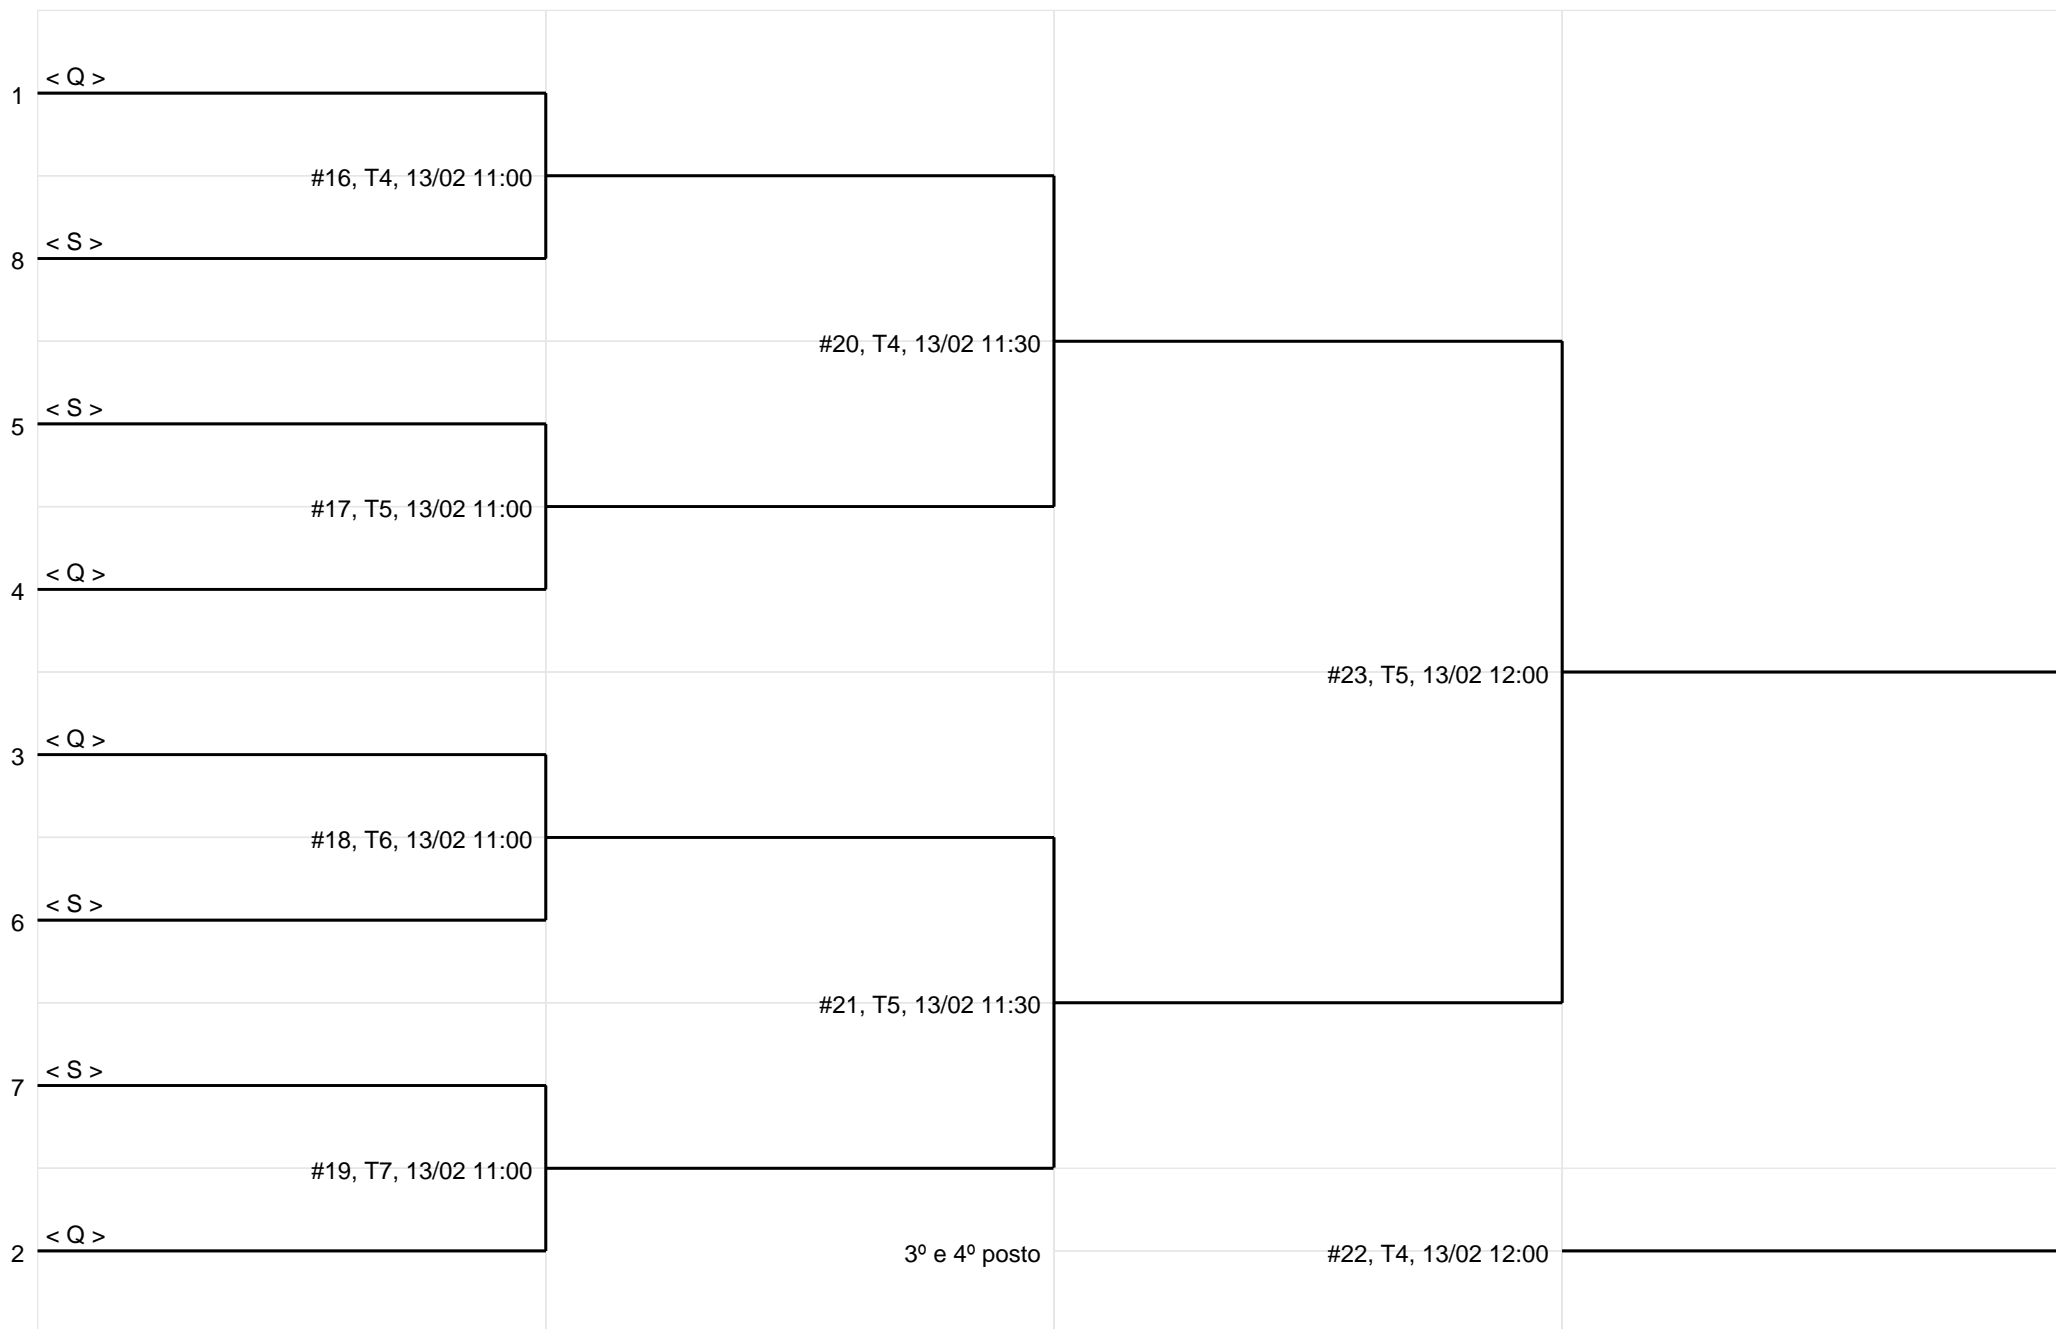 < Q >
1
#16, T4, 13/02 11:00
< S >
8
#20, T4, 13/02 11:30
< S >
5
#17, T5, 13/02 11:00
< Q >
4
#23, T5, 13/02 12:00
< Q >
3
#18, T6, 13/02 11:00
< S >
6
#21, T5, 13/02 11:30
< S >
7
#19, T7, 13/02 11:00
< Q >
2
3º e 4º posto
#22, T4, 13/02 12:00